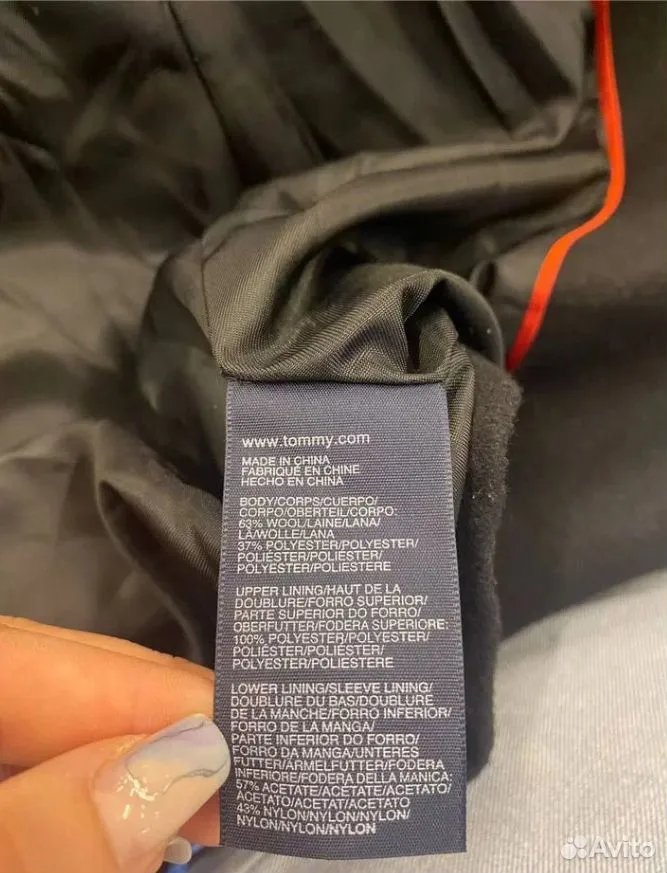 www.tommy.com
MADE IN CHINA
FABRIQUÉ EN CHINE
HECHO EN CHINA
BODY/CORPS/CUERPO/
CORPO/OBERTEIL/CORPO:
63% WOOL/LAINE/LANA/
LÃ/WOLLE/LANA
37% POLYESTER/POLYESTER/
POLIÉSTER/POLIÉSTER/
POLYESTER/POLIESTERE
UPPER LINING/HAUT DE LA
DOUBLURE/FORRO SUPERIOR/
PARTE SUPERIOR DO FORRO/
OBERFUTTER/FODERA SUPERIORE:
100% POLYESTER/POLYESTER/
POLIÉSTER/POLIÉSTER/
POLYESTER/POLIESTERE
LOWER LINING/SLEEVE LINING/
DOUBLURE DU BAS/DOUBLURE
DE LA MANCHE/FORRO INFERIOR/
FORRO DE LA MANGA/
PARTE INFERIOR DO FORRO/
FORRO DA MANGA/UNTERES
FUTTER/ÄRMELFUTTER/FODERA
INFERIORE/FODERA DELLA MANICA:
57% ACETATE/ACÉTATE/ACETATO/
ACETATO/ACETAT/ACETATO
43% NYLON/NYLON/NYLON/
NYLON/NYLON/NYLON
Avito